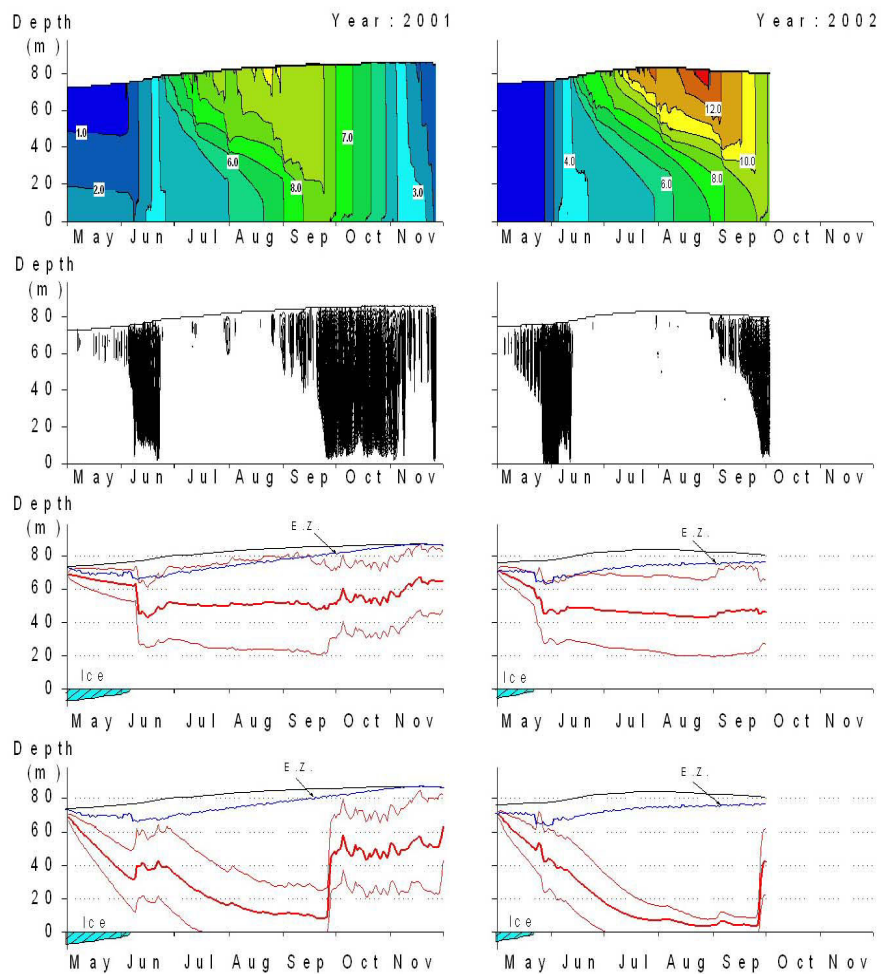 Depth
(m)
Year: 2001
Year: 2002
80
60
40
20
0
1.0
2.0
6.0
8.0
7.0
3.0
4.0
6.0
8.0
10.0
12.0
May Jun Jul Aug Sep Oct Nov
May Jun Jul Aug Sep Oct Nov
Depth
(m)
80
60
40
20
0
May Jun Jul Aug Sep Oct Nov
May Jun Jul Aug Sep Oct Nov
Depth
(m)
E.Z.
E.Z.
80
60
40
20
0
Ice
Ice
May Jun Jul Aug Sep Oct Nov
May Jun Jul Aug Sep Oct Nov
Depth
(m)
E.Z.
E.Z.
80
60
40
20
0
Ice
Ice
May Jun Jul Aug Sep Oct Nov
May Jun Jul Aug Sep Oct Nov